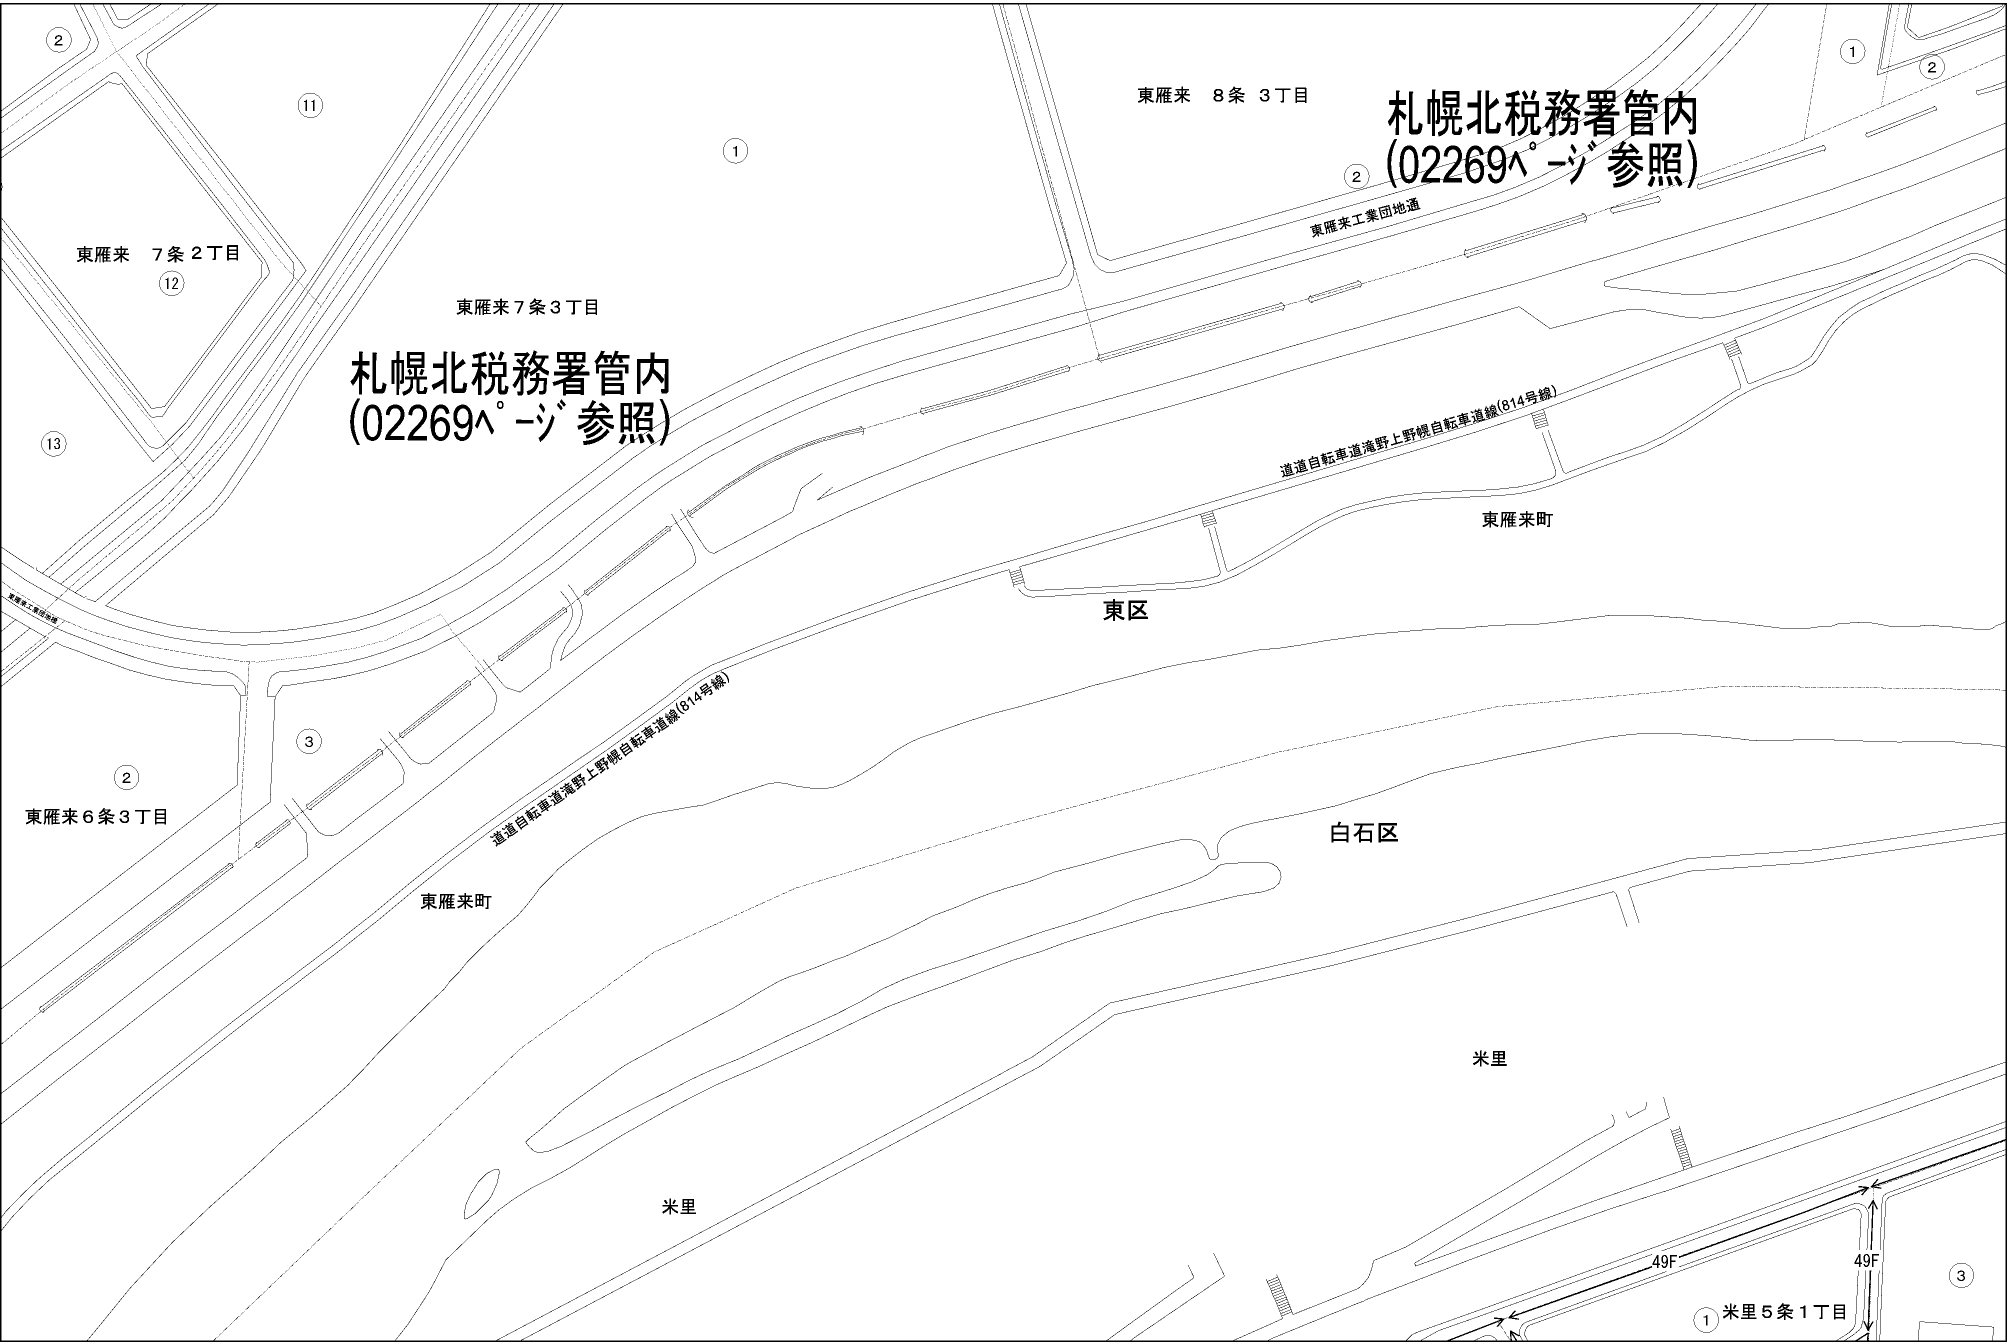 ②
①
②
⑪
東雁来 8条 3丁目
札幌北税務署管内
(02269ﾍﾟｰｼﾞ参照)
①
②
東雁来工業団地通
東雁来 7条2丁目
⑫
東雁来7条3丁目
札幌北税務署管内
(02269ﾍﾟｰｼﾞ参照)
⑬
道道自転車道滝野上野幌自転車道線(814号線)
東雁来町
東雁来工業団地通
東区
道道自転車道滝野上野幌自転車道線(814号線)
③
②
東雁来6条3丁目
白石区
東雁来町
米里
米里
49F
49F
③
①
米里5条1丁目